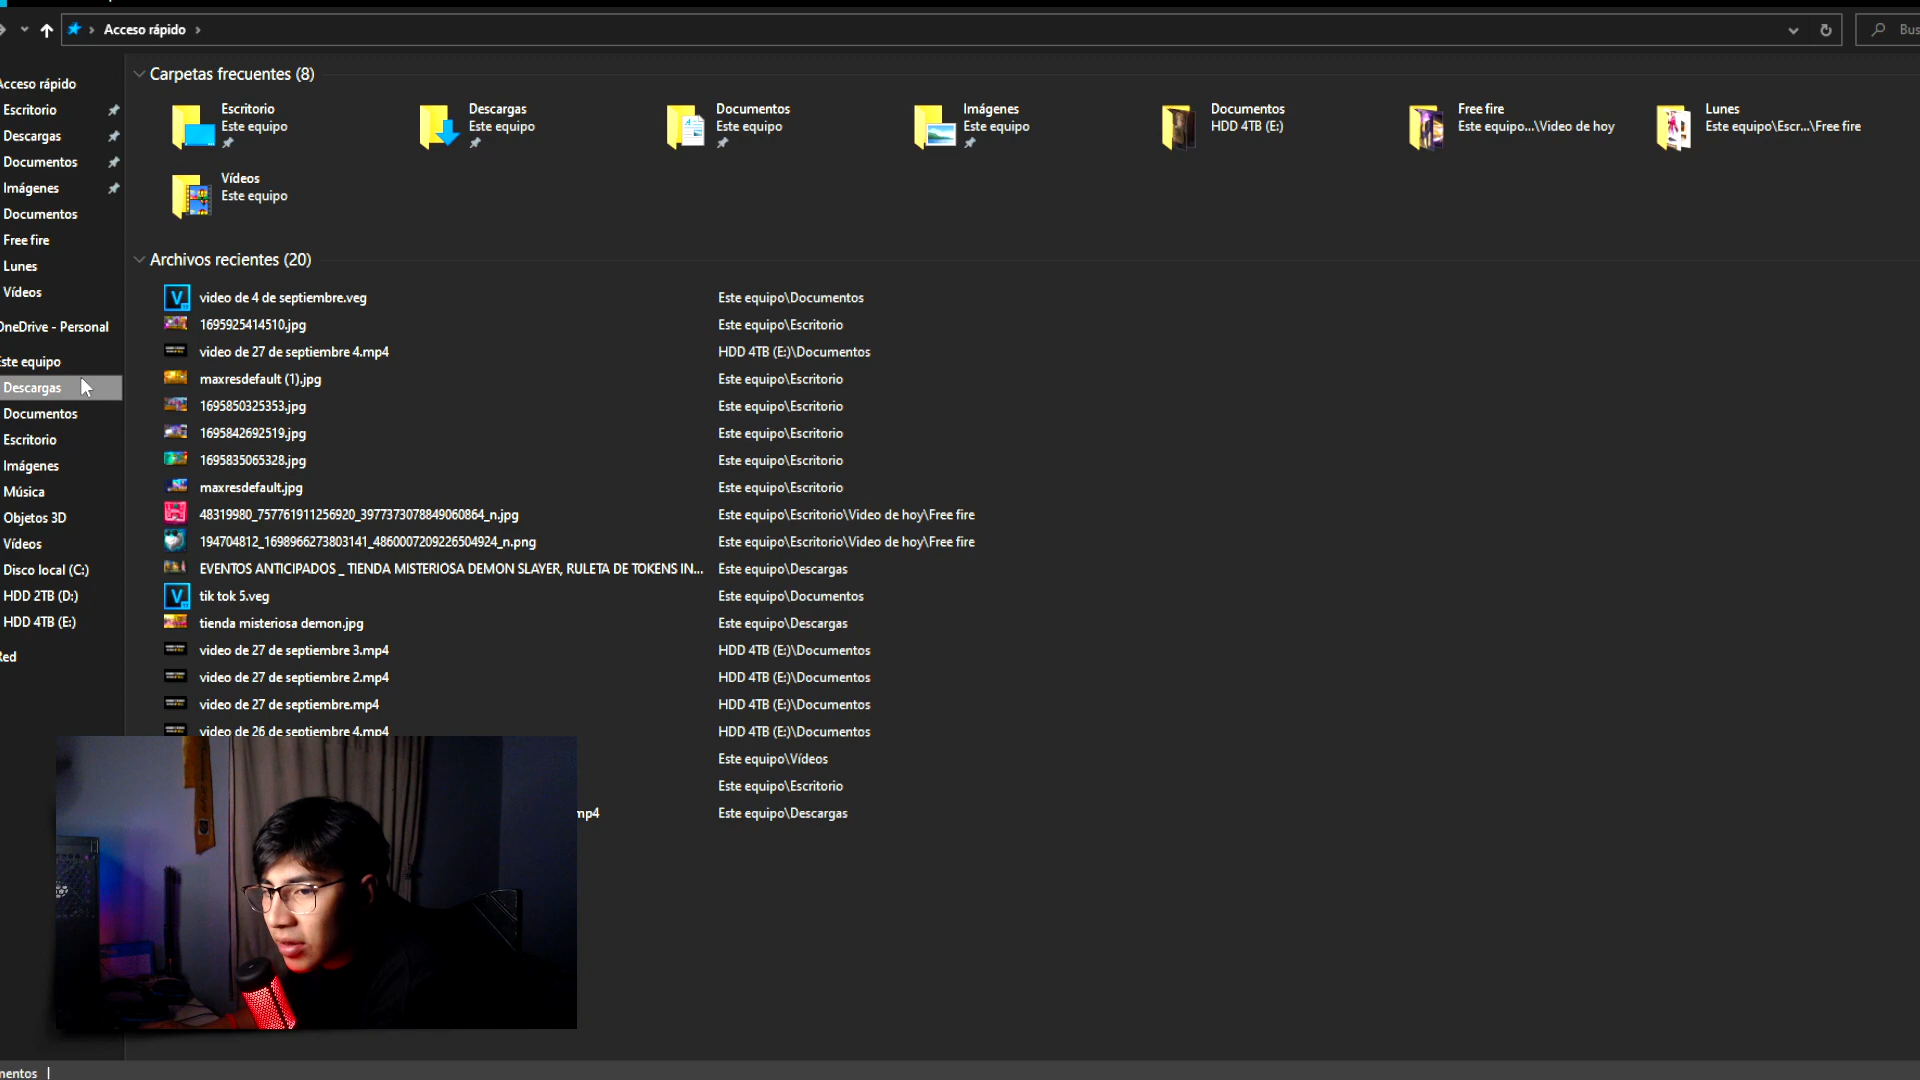 Acceso rápido
Bus
Acceso rápido
Escritorio
Descargas
Documentos
Imágenes
Documentos
Free fire
Lunes
Vídeos
OneDrive - Personal
Este equipo
Descargas
Documentos
Escritorio
Imágenes
Música
Objetos 3D
Vídeos
Disco local (C:)
HDD 2TB (D:)
HDD 4TB (E:)
Red
Carpetas frecuentes (8)
Escritorio
Este equipo
Descargas
Este equipo
Documentos
Este equipo
Imágenes
Este equipo
Documentos
HDD 4TB (E:)
Free fire
Este equipo...\Video de hoy
Lunes
Este equipo\Escr...\Free fire
Vídeos
Este equipo
Archivos recientes (20)
video de 4 de septiembre.veg Este equipo\Documentos
1695925414510.jpg Este equipo\Escritorio
video de 27 de septiembre 4.mp4 HDD 4TB (E:)\Documentos
maxresdefault (1).jpg Este equipo\Escritorio
1695850325353.jpg Este equipo\Escritorio
1695842692519.jpg Este equipo\Escritorio
1695835065328.jpg Este equipo\Escritorio
maxresdefault.jpg Este equipo\Escritorio
48319980_757761911256920_3977373078849060864_n.jpg Este equipo\Escritorio\Video de hoy\Free fire
194704812_1698966273803141_4860007209226504924_n.png Este equipo\Escritorio\Video de hoy\Free fire
EVENTOS ANTICIPADOS _ TIENDA MISTERIOSA DEMON SLAYER, RULETA DE TOKENS IN... Este equipo\Descargas
tik tok 5.veg Este equipo\Documentos
tienda misteriosa demon.jpg Este equipo\Descargas
video de 27 de septiembre 3.mp4 HDD 4TB (E:)\Documentos
video de 27 de septiembre 2.mp4 HDD 4TB (E:)\Documentos
video de 27 de septiembre.mp4 HDD 4TB (E:)\Documentos
video de 26 de septiembre 4.mp4 HDD 4TB (E:)\Documentos
Este equipo\Vídeos
Este equipo\Escritorio
mp4 Este equipo\Descargas
mentos